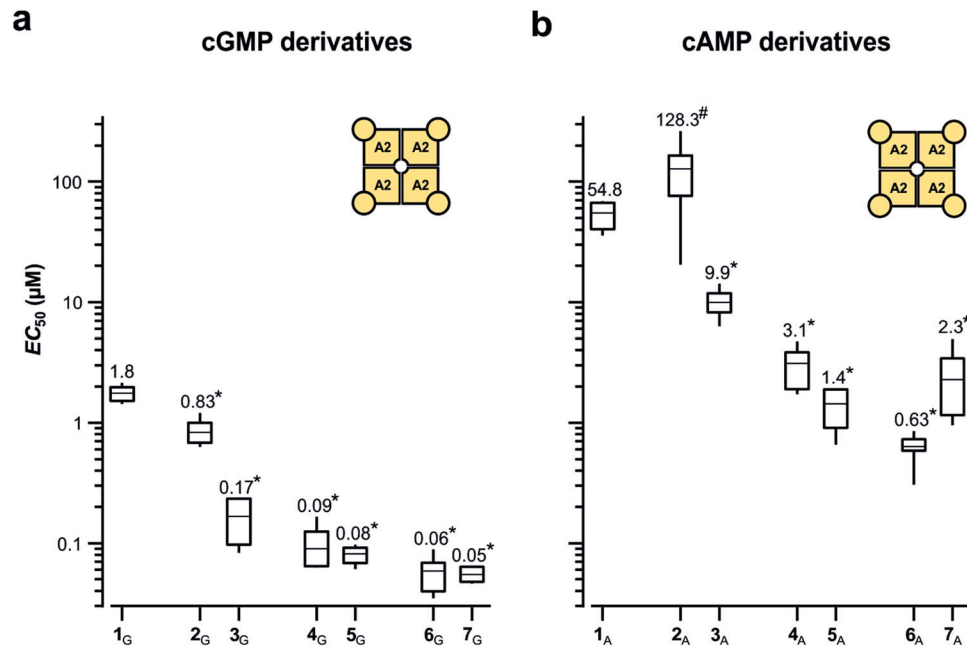 a
cGMP derivatives
EC50 (µM)
100
10
1
0.1
A2 A2
A2 A2
1.8
0.83*
0.17*
0.09*
0.08*
0.06*
0.05*
1G 2G 3G 4G 5G 6G 7G
b
cAMP derivatives
A2 A2
A2 A2
54.8
128.3#
9.9*
3.1*
1.4*
0.63*
2.3*
1A 2A 3A 4A 5A 6A 7A